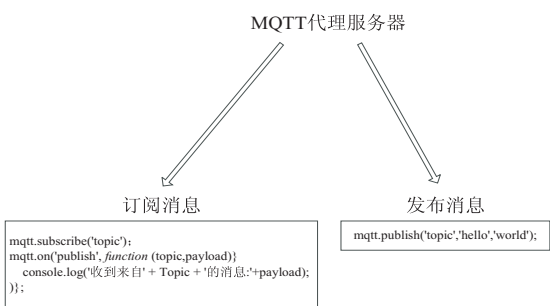 MQTT代理服务器
订阅消息
发布消息
mqtt.subscribe('topic');
mqtt.on('publish', function (topic,payload)}
console.log('收到来自' + Topic + '的消息:'+payload);
)};
mqtt.publish('topic','hello','world');